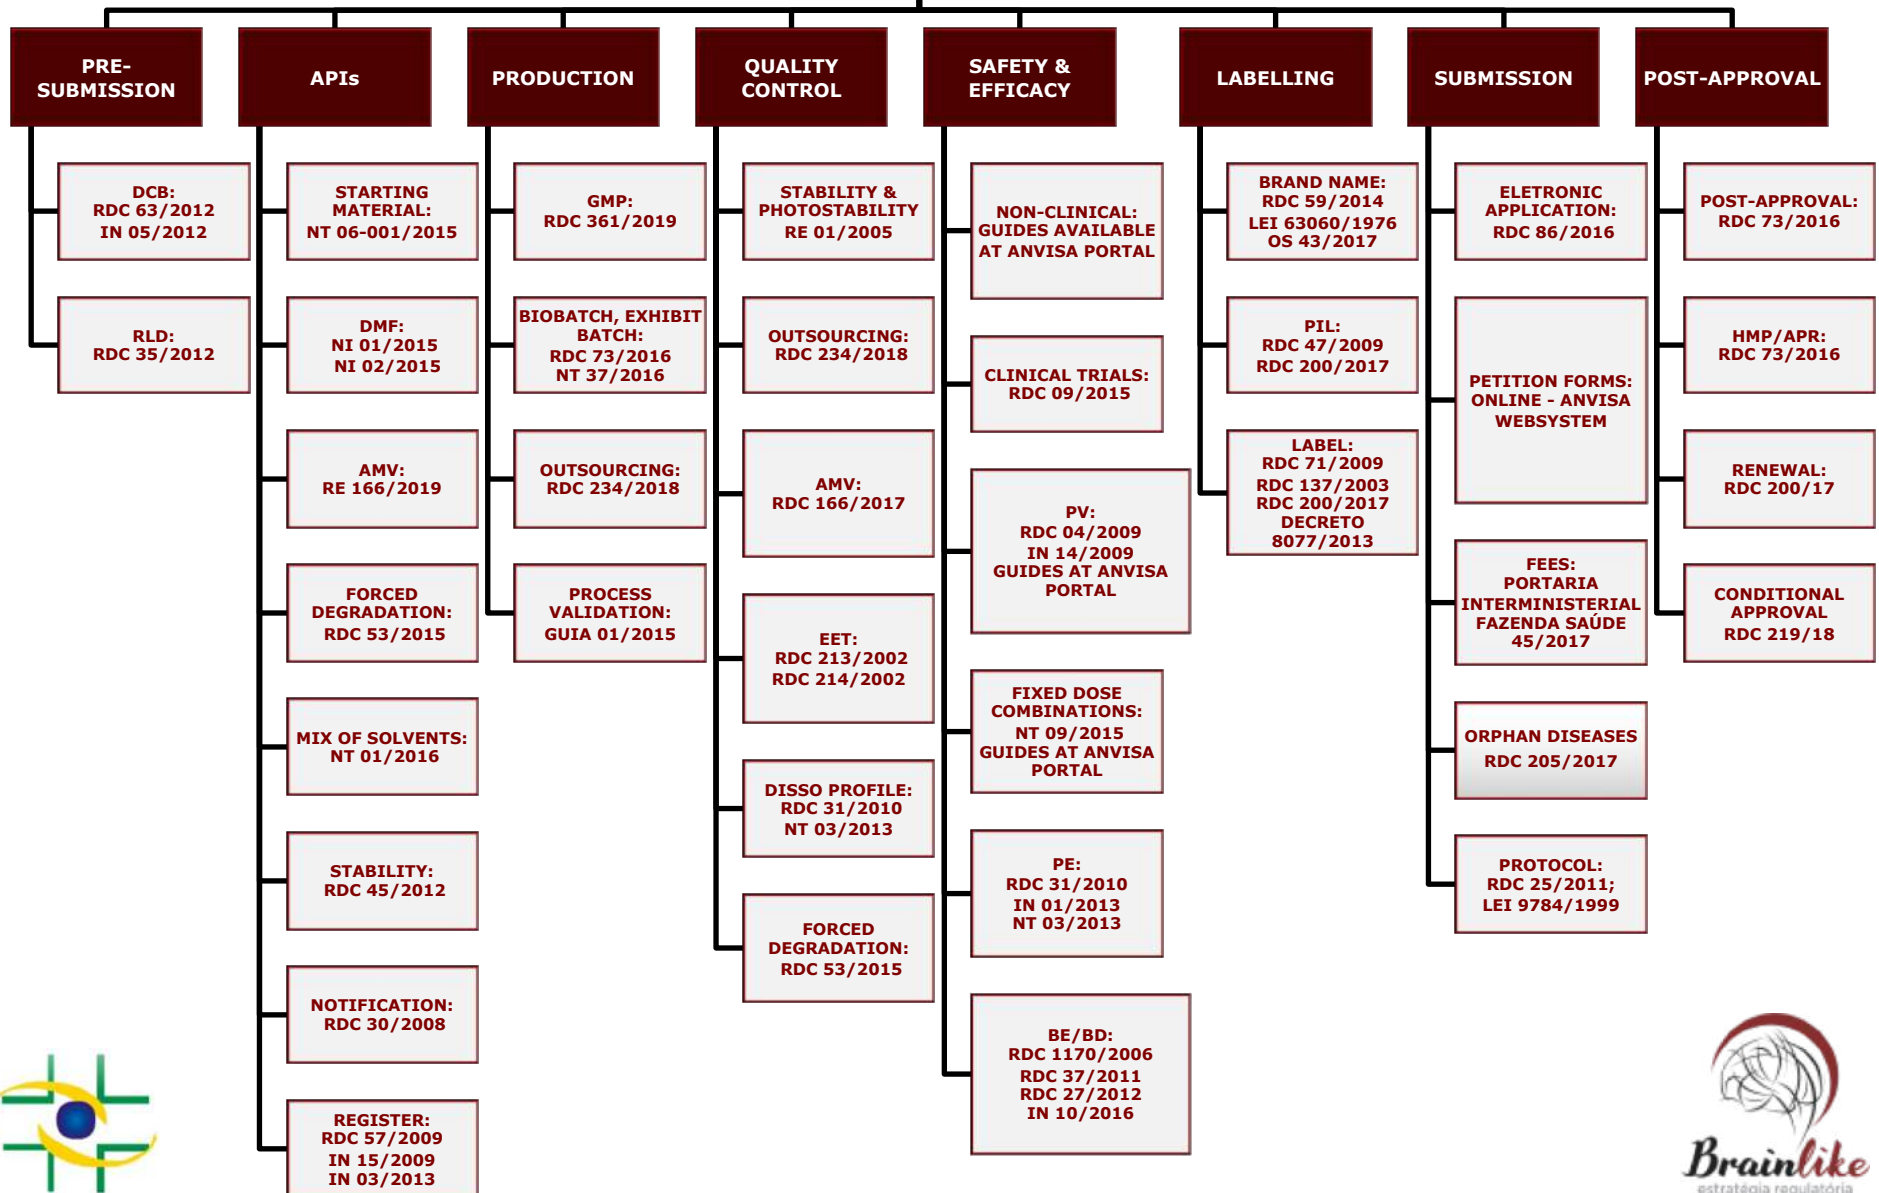 PRE-
SUBMISSION
DCB:
RDC 63/2012
IN 05/2012
RLD:
RDC 35/2012
APIs
STARTING
MATERIAL:
NT 06-001/2015
DMF:
NI 01/2015
NI 02/2015
AMV:
RE 166/2019
FORCED
DEGRADATION:
RDC 53/2015
MIX OF SOLVENTS:
NT 01/2016
STABILITY:
RDC 45/2012
NOTIFICATION:
RDC 30/2008
REGISTER:
RDC 57/2009
IN 15/2009
IN 03/2013
PRODUCTION
GMP:
RDC 361/2019
BIOBATCH, EXHIBIT
BATCH:
RDC 73/2016
NT 37/2016
OUTSOURCING:
RDC 234/2018
PROCESS
VALIDATION:
GUIA 01/2015
QUALITY
CONTROL
STABILITY &
PHOTOSTABILITY
RE 01/2005
OUTSOURCING:
RDC 234/2018
AMV:
RDC 166/2017
EET:
RDC 213/2002
RDC 214/2002
DISSO PROFILE:
RDC 31/2010
NT 03/2013
FORCED
DEGRADATION:
RDC 53/2015
SAFETY &
EFFICACY
NON-CLINICAL:
GUIDES AVAILABLE
AT ANVISA PORTAL
CLINICAL TRIALS:
RDC 09/2015
PV:
RDC 04/2009
IN 14/2009
GUIDES AT ANVISA
PORTAL
FIXED DOSE
COMBINATIONS:
NT 09/2015
GUIDES AT ANVISA
PORTAL
PE:
RDC 31/2010
IN 01/2013
NT 03/2013
BE/BD:
RDC 1170/2006
RDC 37/2011
RDC 27/2012
IN 10/2016
LABELLING
BRAND NAME:
RDC 59/2014
LEI 63060/1976
OS 43/2017
PIL:
RDC 47/2009
RDC 200/2017
LABEL:
RDC 71/2009
RDC 137/2003
RDC 200/2017
DECRETO
8077/2013
SUBMISSION
ELETRONIC
APPLICATION:
RDC 86/2016
PETITION FORMS:
ONLINE - ANVISA
WEBSYSTEM
FEES:
PORTARIA
INTERMINISTERIAL
FAZENDA SAÚDE
45/2017
ORPHAN DISEASES
RDC 205/2017
PROTOCOL:
RDC 25/2011;
LEI 9784/1999
POST-APPROVAL
POST-APPROVAL:
RDC 73/2016
HMP/APR:
RDC 73/2016
RENEWAL:
RDC 200/17
CONDITIONAL
APPROVAL
RDC 219/18
Brainlike
estratégia regulatória